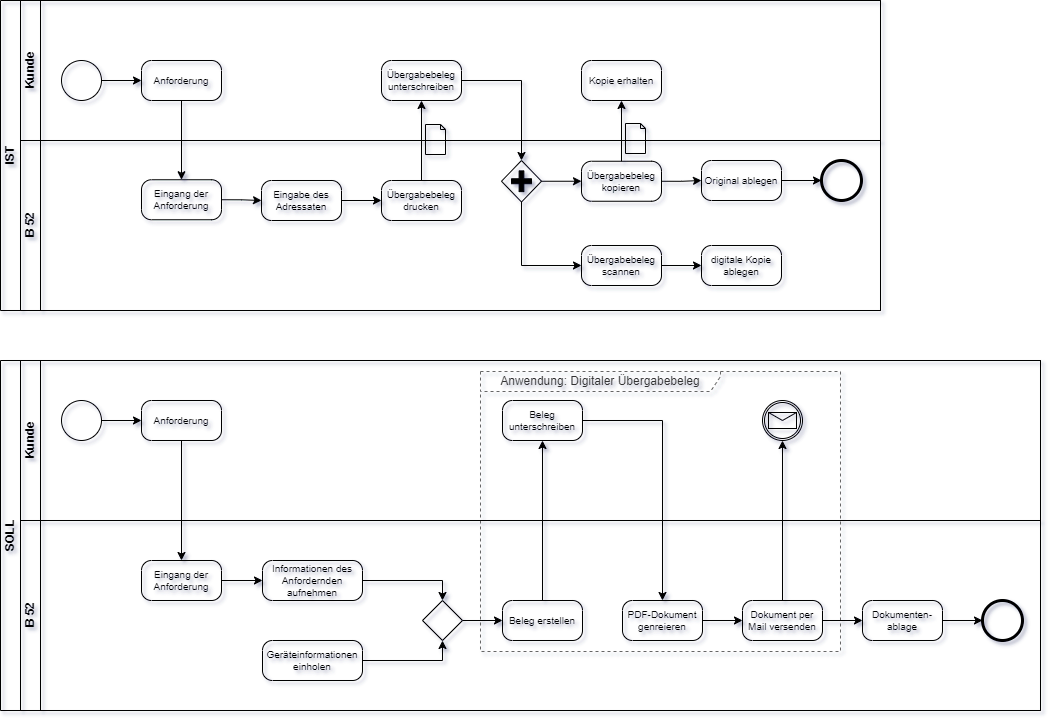 IST
Kunde
Anforderung
Übergabebeleg
unterschreiben
Kopie erhalten
B 52
Eingang der
Anforderung
Eingabe des
Adressaten
Übergabebeleg
drucken
Übergabebeleg
kopieren
Original ablegen
Übergabebeleg
scannen
digitale Kopie
ablegen
SOLL
Kunde
Anforderung
Anwendung: Digitaler Übergabebeleg
Beleg
unterschreiben
B 52
Eingang der
Anforderung
Informationen des
Anfordernden
aufnehmen
Geräteinformationen
einholen
Beleg erstellen
PDF-Dokument
genreieren
Dokument per
Mail versenden
Dokumenten-
ablage